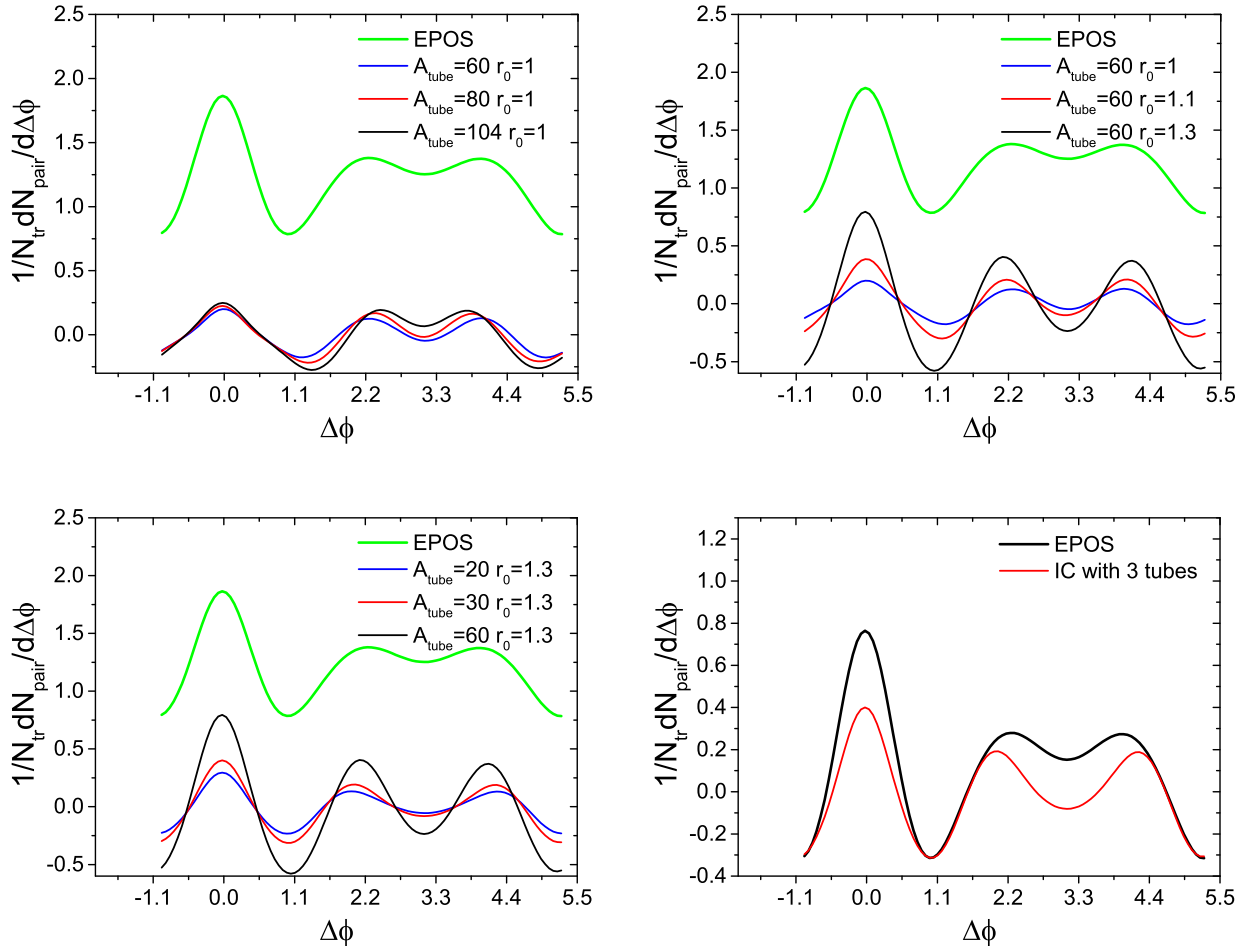 2.5
2.0
1.5
1.0
0.5
0.0
1/N_tr dN_pair/dΔϕ
EPOS
A_tube=60 r_0=1
A_tube=80 r_0=1
A_tube=104 r_0=1
-1.1 0.0 1.1 2.2 3.3 4.4 5.5
Δϕ
2.5
2.0
1.5
1.0
0.5
0.0
-0.5
1/N_tr dN_pair/dΔϕ
EPOS
A_tube=60 r_0=1
A_tube=60 r_0=1.1
A_tube=60 r_0=1.3
-1.1 0.0 1.1 2.2 3.3 4.4 5.5
Δϕ
2.5
2.0
1.5
1.0
0.5
0.0
-0.5
1/N_tr dN_pair/dΔϕ
EPOS
A_tube=20 r_0=1.3
A_tube=30 r_0=1.3
A_tube=60 r_0=1.3
-1.1 0.0 1.1 2.2 3.3 4.4 5.5
Δϕ
1.2
1.0
0.8
0.6
0.4
0.2
0.0
-0.2
-0.4
1/N_tr dN_pair/dΔϕ
EPOS
IC with 3 tubes
-1.1 0.0 1.1 2.2 3.3 4.4 5.5
Δϕ